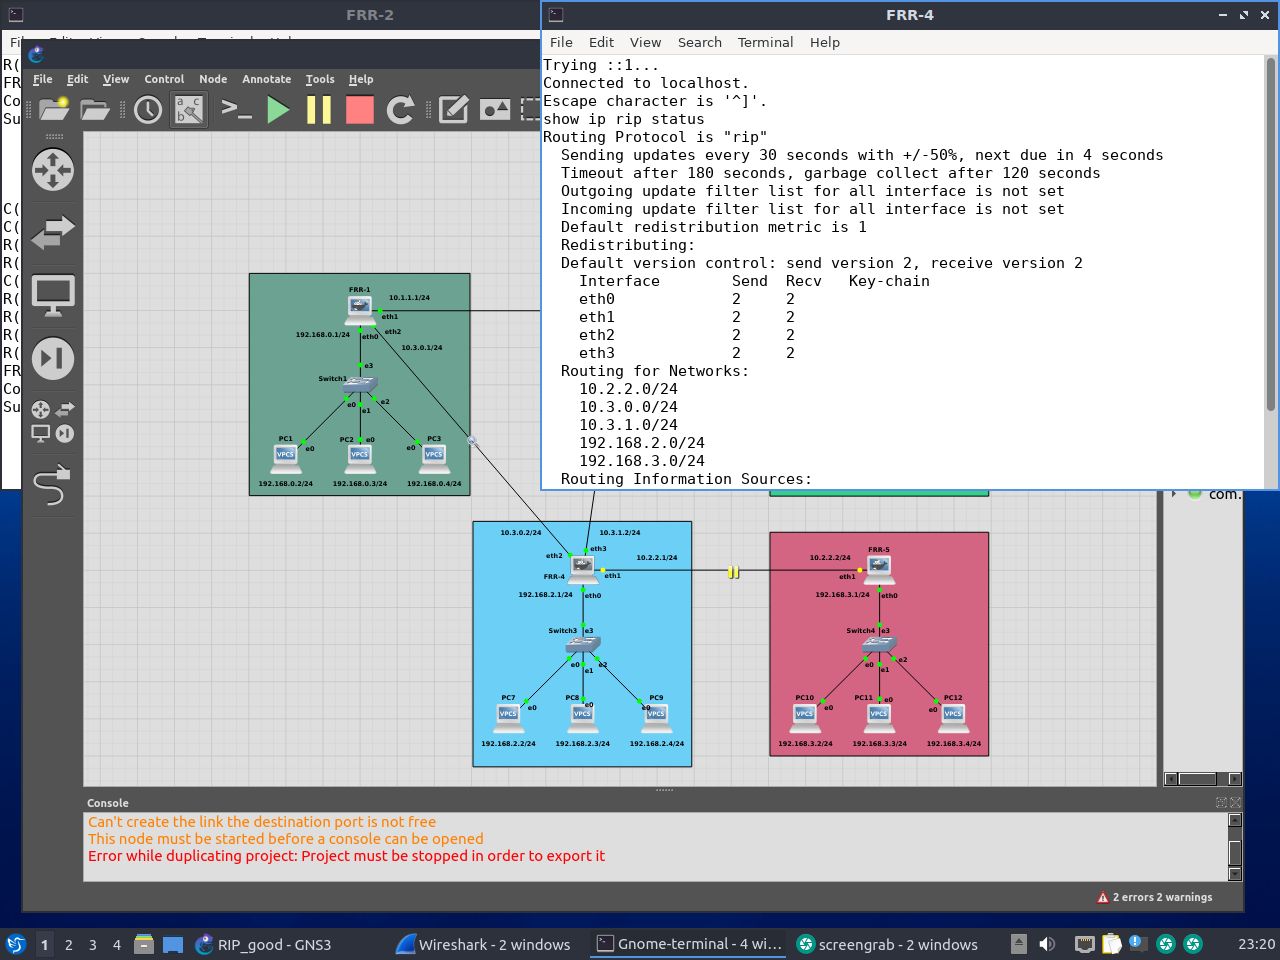 FRR-2
FRR-4
File Edit View Search Terminal Help
Trying ::1...
Connected to localhost.
Escape character is '^]'.
show ip rip status
Routing Protocol is "rip"
Sending updates every 30 seconds with +/-50%, next due in 4 seconds
Timeout after 180 seconds, garbage collect after 120 seconds
Outgoing update filter list for all interface is not set
Incoming update filter list for all interface is not set
Default redistribution metric is 1
Redistributing:
Default version control: send version 2, receive version 2
Interface Send Recv Key-chain
eth0 2 2
eth1 2 2
eth2 2 2
eth3 2 2
Routing for Networks:
10.2.2.0/24
10.3.0.0/24
10.3.1.0/24
192.168.2.0/24
192.168.3.0/24
Routing Information Sources:
R(
FR
Co
Su
C(
C(
R(
R(
C(
R(
R(
R(
R(
FR
Co
Su
File Edit View Control Node Annotate Tools Help
FRR-1
10.1.1.1/24
eth1
192.168.0.1/24
eth0
eth2
10.3.0.1/24
e3
Switch1
e0
e1
e2
PC1
e0
PC2
e0
PC3
e0
VPCS
VPCS
VPCS
192.168.0.2/24
192.168.0.3/24
192.168.0.4/24
10.3.0.2/24
10.3.1.2/24
eth2
eth3
10.2.2.1/24
FRR-4
eth1
192.168.2.1/24
eth0
Switch3
e3
e0
e1
e2
PC7
e0
PC8
e0
PC9
e0
VPCS
VPCS
VPCS
192.168.2.2/24
192.168.2.3/24
192.168.2.4/24
FRR-5
10.2.2.2/24
eth1
192.168.3.1/24
eth0
Switch4
e3
e0
e1
e2
PC10
e0
PC11
e0
PC12
e0
VPCS
VPCS
VPCS
192.168.3.2/24
192.168.3.3/24
192.168.3.4/24
com.
Console
Can't create the link the destination port is not free
This node must be started before a console can be opened
Error while duplicating project: Project must be stopped in order to export it
2 errors 2 warnings
1 2 3 4 RIP_good - GNS3 Wireshark - 2 windows Gnome-terminal - 4 wi... screengrab - 2 windows 23:20